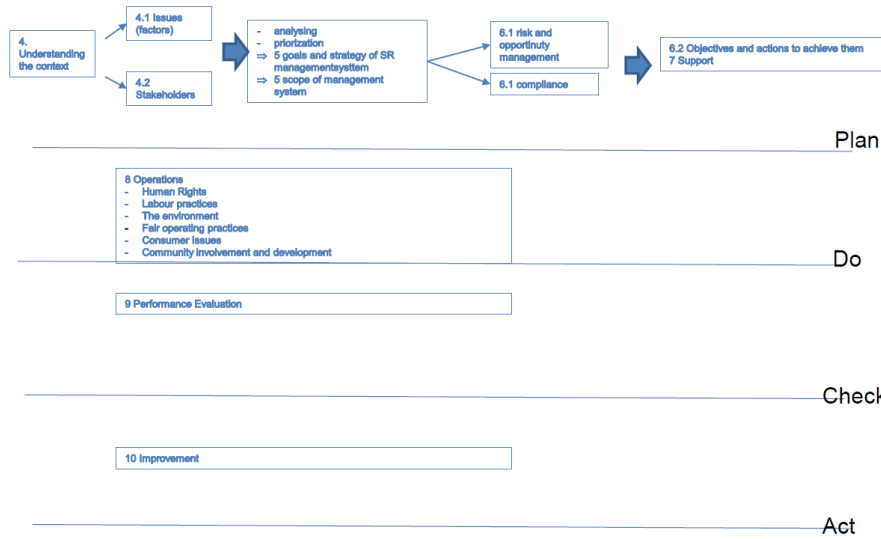 4.
Understanding
the context
4.1 Issues
(factors)
4.2
Stakeholders
- analysing
- priorization
⇒ 5 goals and strategy of SR
managementsysttem
⇒ 5 scope of management
system
6.1 risk and
opportinuty
management
6.1 compliance
6.2 Objectives and actions to achieve them
7 Support
Plan
8 Operations
- Human Rights
- Labour practices
- The environment
- Fair operating practices
- Consumer Issues
- Community involvement and development
Do
9 Performance Evaluation
Check
10 Improvement
Act